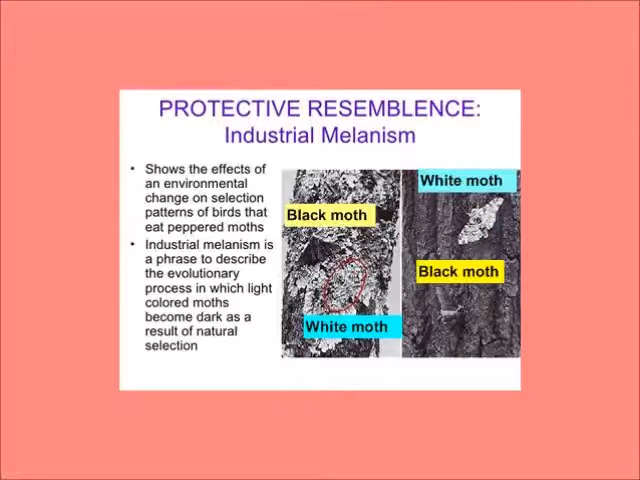 PROTECTIVE RESEMBLENCE:
Industrial Melanism
• Shows the effects of
an environmental
change on selection
patterns of birds that
eat peppered moths
• Industrial melanism is
a phrase to describe
the evolutionary
process in which light
colored moths
become dark as a
result of natural
selection
Black moth
White moth
White moth
Black moth